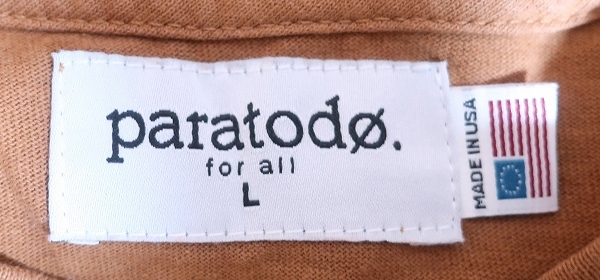 paratodø.
for all
L
MADE IN USA